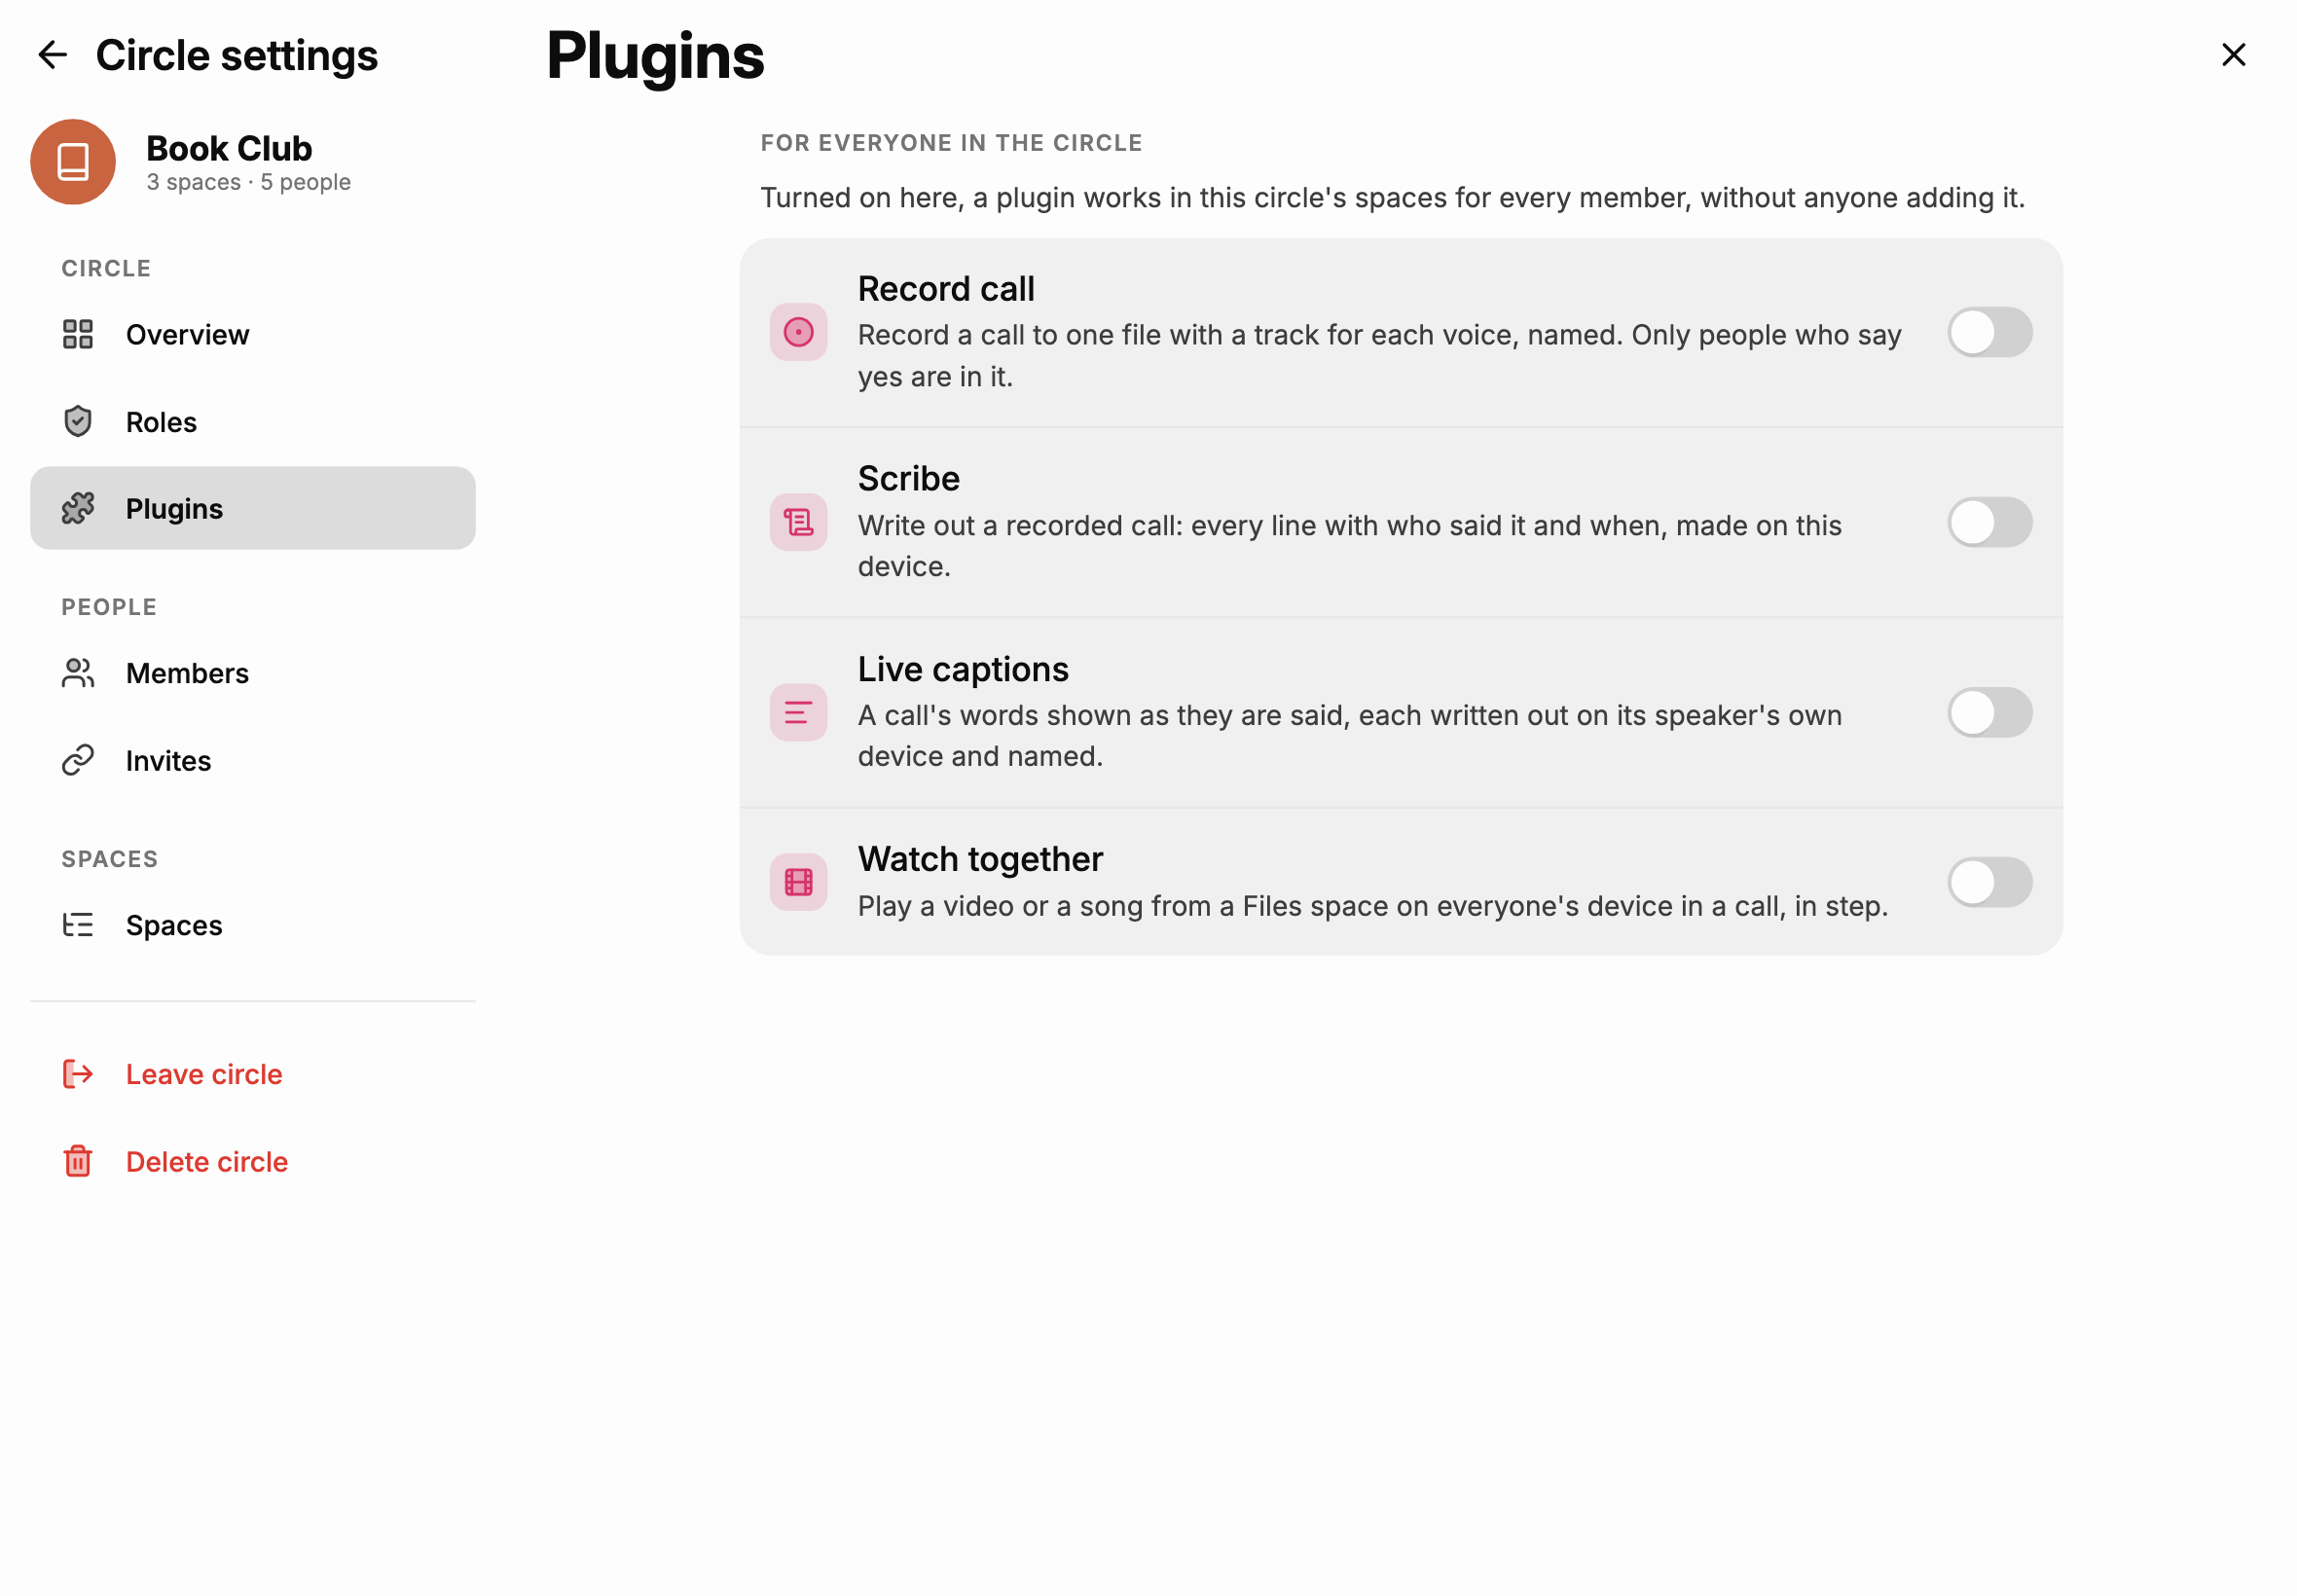 Circle settings
Book Club
3 spaces · 5 people
CIRCLE
Overview
Roles
Plugins
PEOPLE
Members
Invites
SPACES
Spaces
Leave circle
Delete circle
Plugins
FOR EVERYONE IN THE CIRCLE
Turned on here, a plugin works in this circle's spaces for every member, without anyone adding it.
Record call
Record a call to one file with a track for each voice, named. Only people who say
yes are in it.
Scribe
Write out a recorded call: every line with who said it and when, made on this
device.
Live captions
A call's words shown as they are said, each written out on its speaker's own
device and named.
Watch together
Play a video or a song from a Files space on everyone's device in a call, in step.